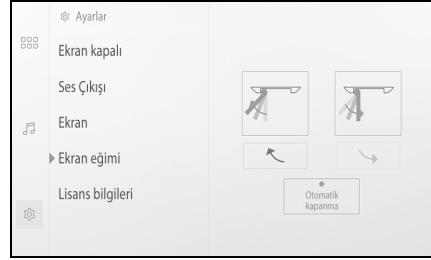 Ayarlar
Ekran kapalı
Ses Çıkışı
Ekran
Ekran eğimi
Lisans bilgileri
Otomatik
kapanma